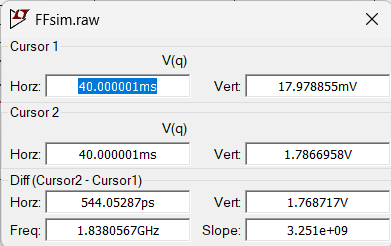 FFsim.raw
Cursor 1
V(q)
Horz: 40.000001ms Vert: 17.978855mV
Cursor 2
V(q)
Horz: 40.000001ms Vert: 1.7866958V
Diff (Cursor2 - Cursor1)
Horz: 544.05287ps Vert: 1.768717V
Freq: 1.8380567GHz Slope: 3.251e+09